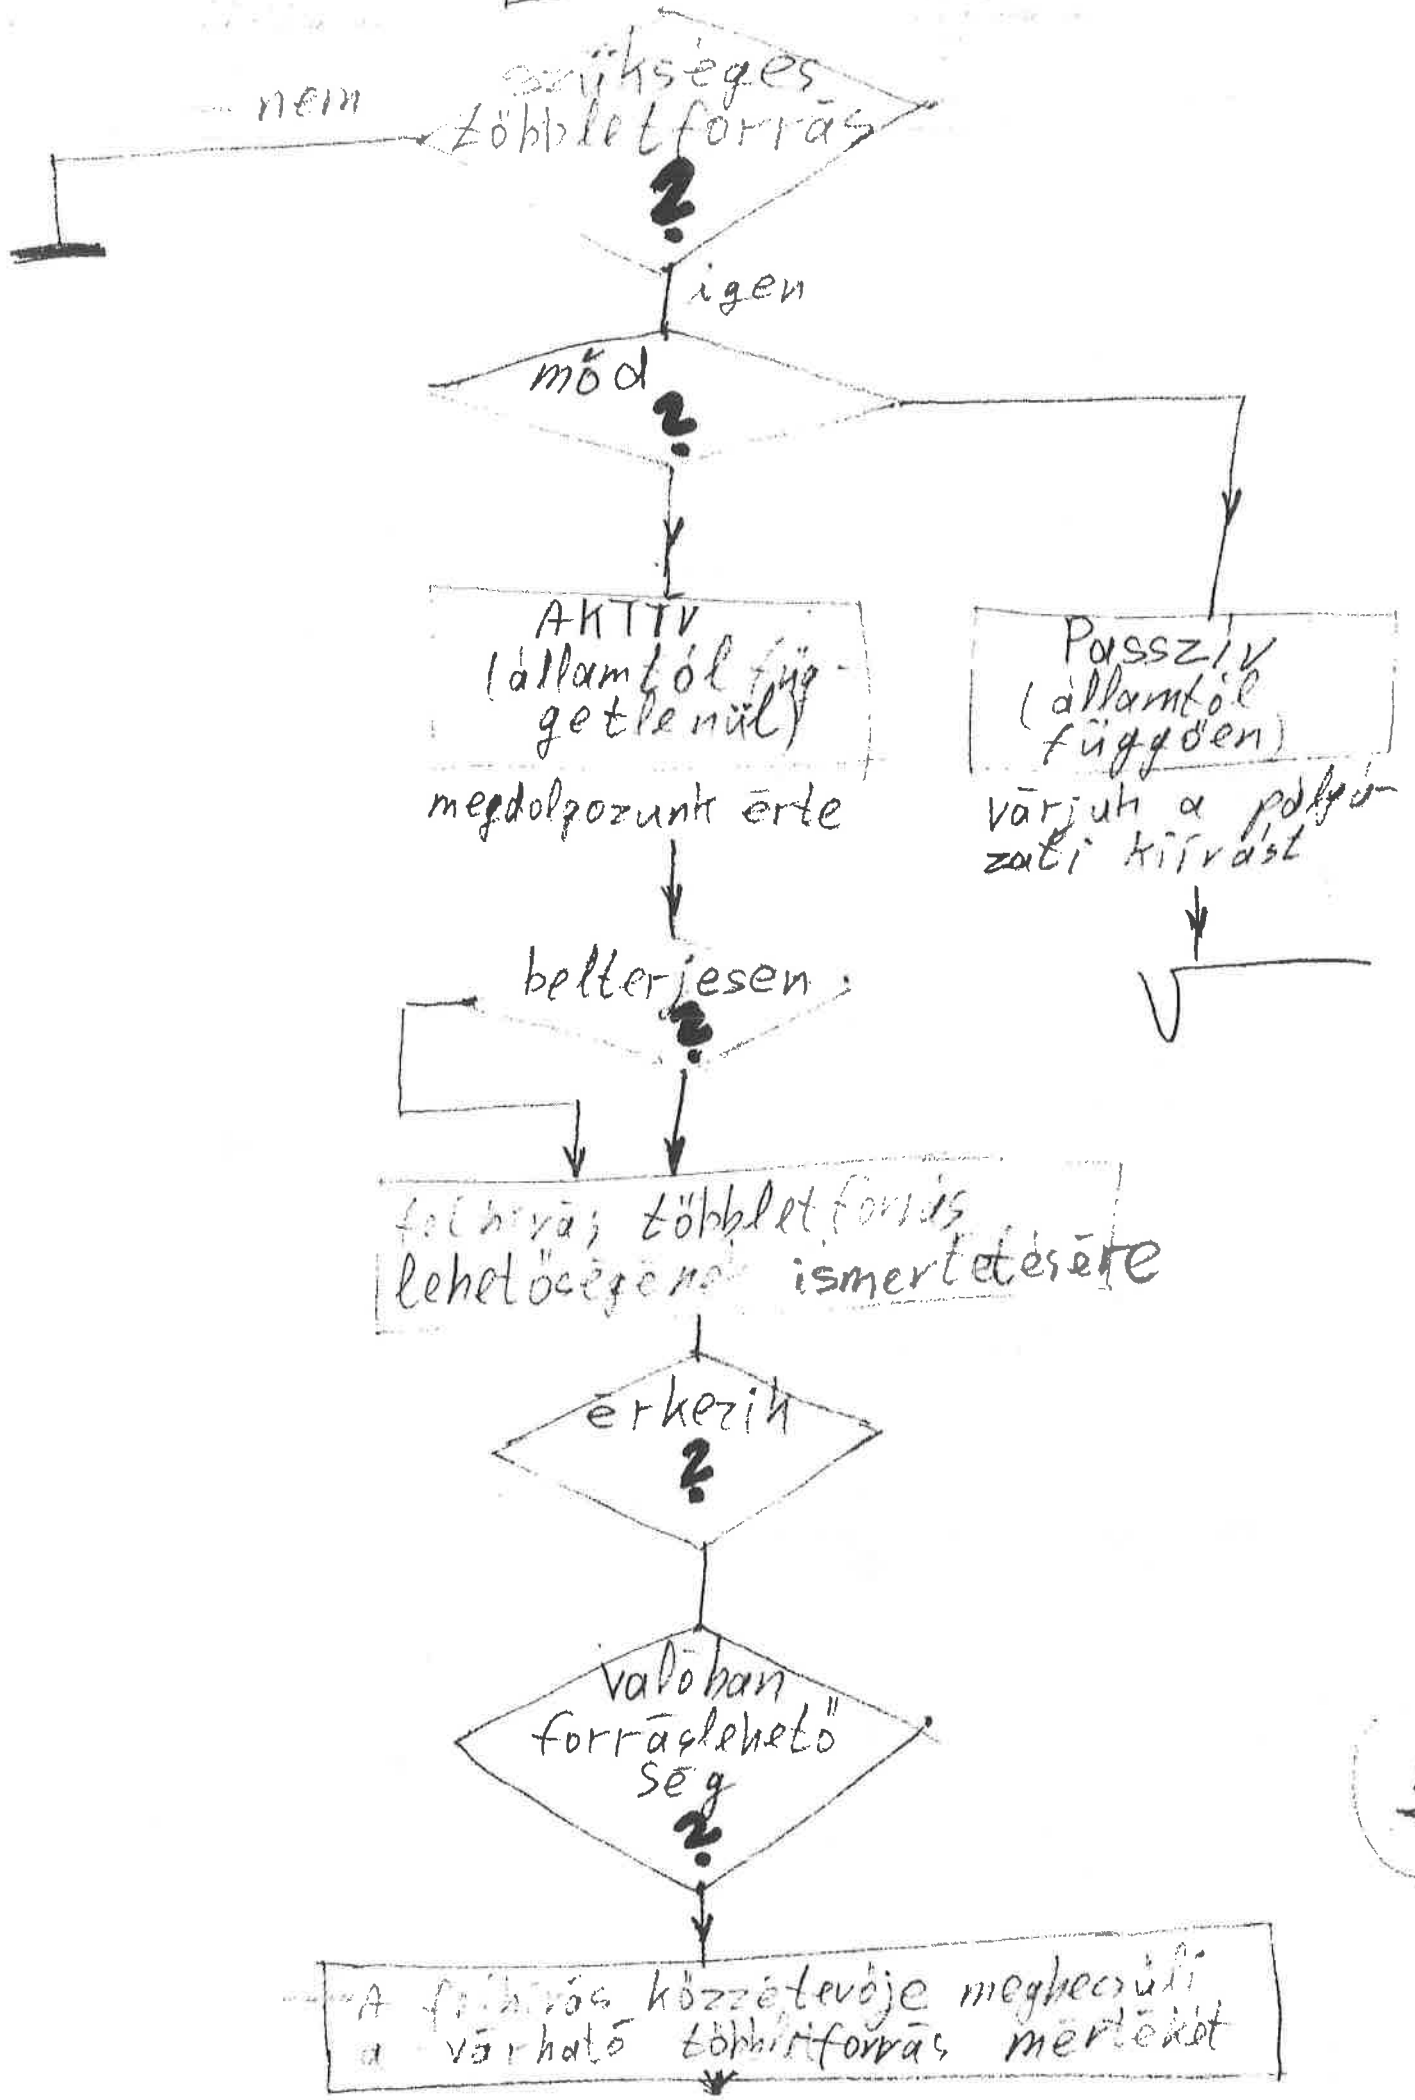 szükséges
nem
többletforrás
?
igen
mód
?
AKTÍV
(államtól füg-
getlenül)
Passzív
(államtól
függően)
megdolgozunk érte
várjuk a pályá-
zati kiírást
belterjesen
?
felhívás többletforrás
lehetőségének ismertetésére
érkezik
?
valóban
forráslehető
ség
?
A felhívás közzétevője megbecsüli
a várható többletforrás mértékét